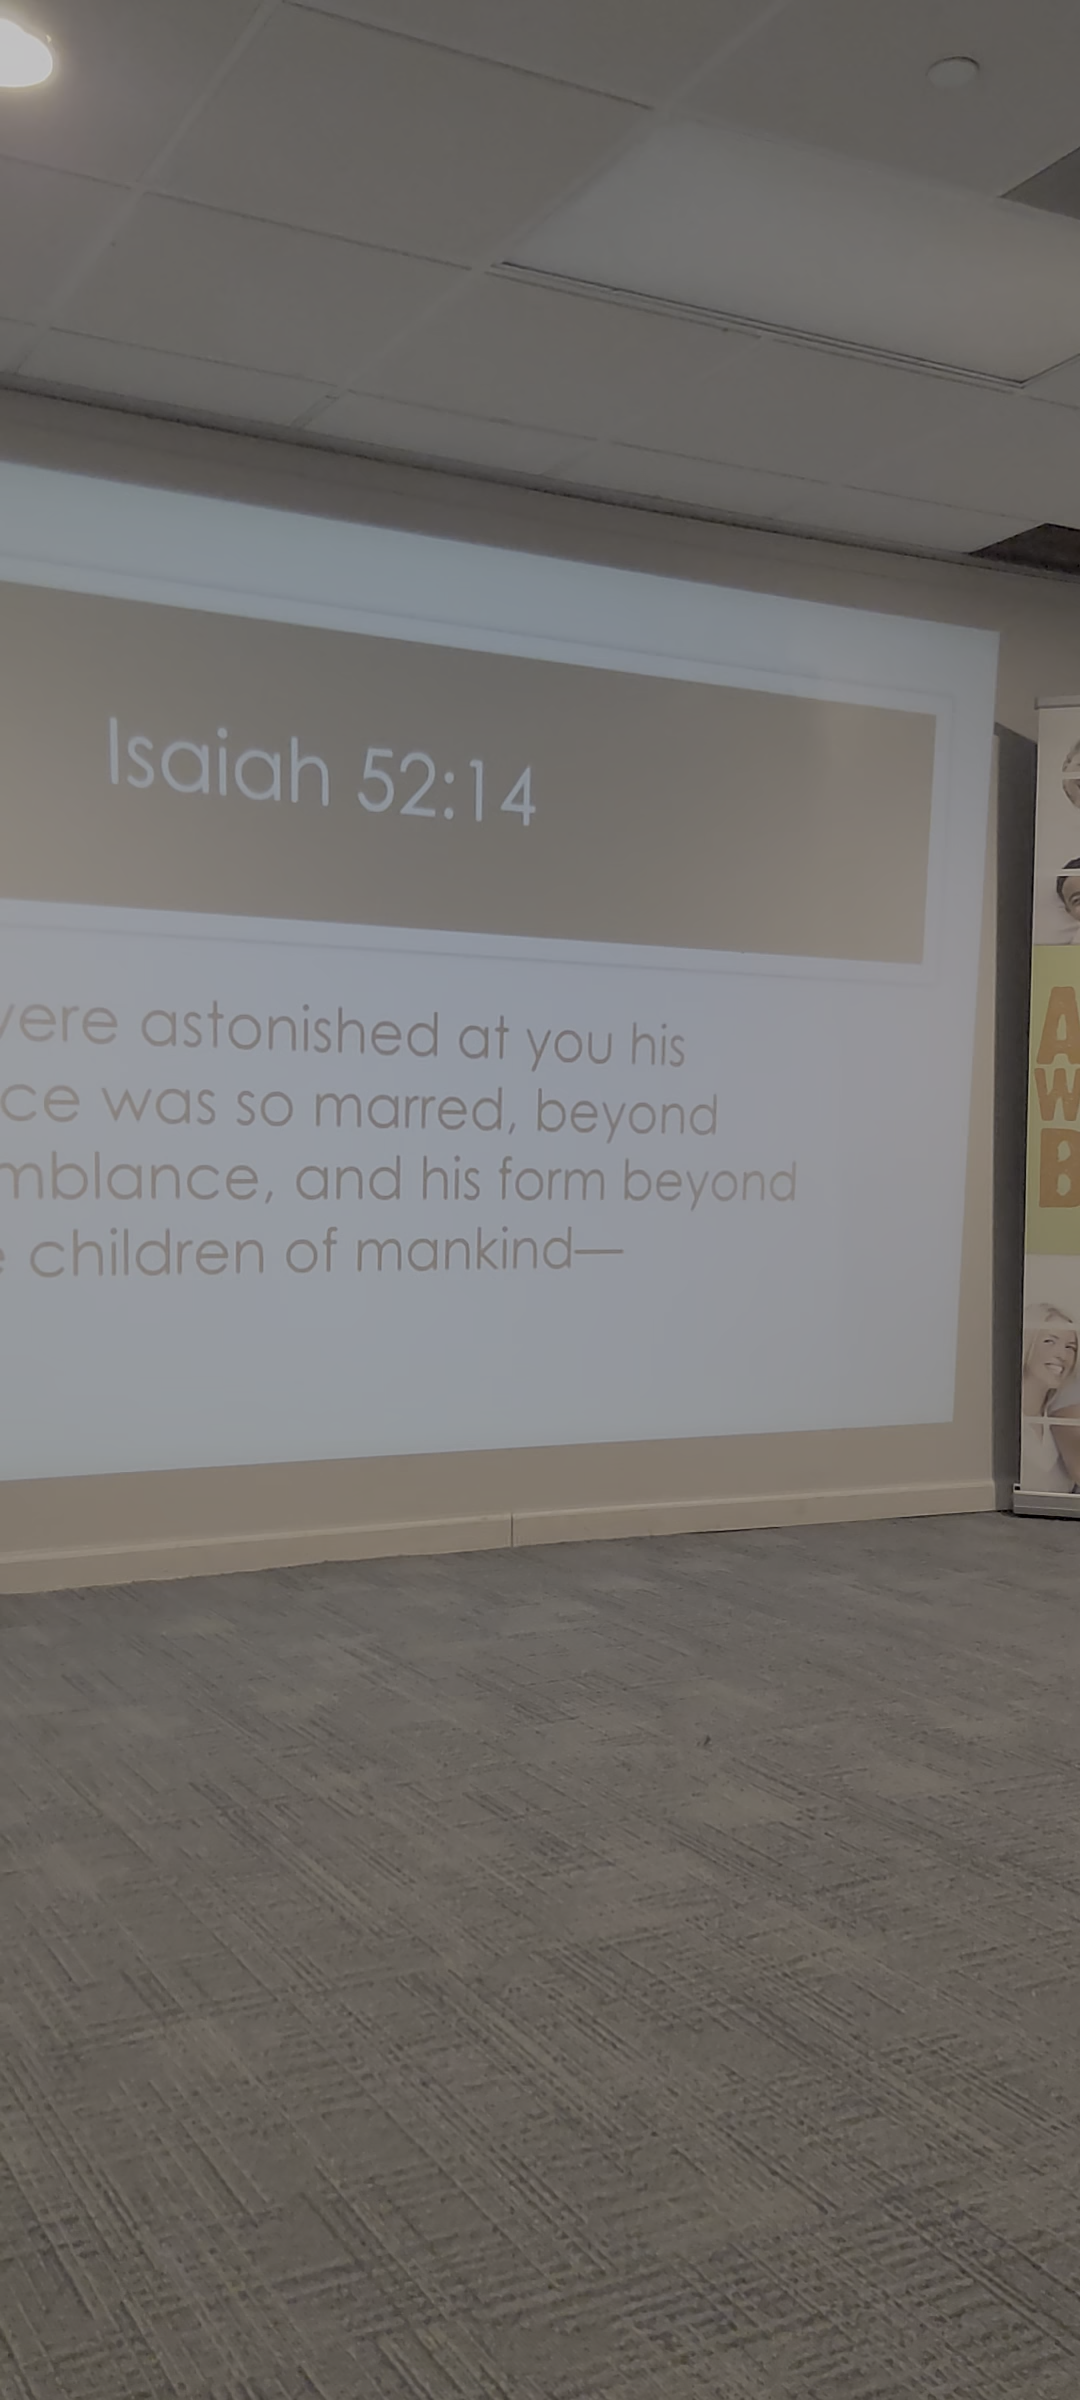 Isaiah 52:14
were astonished at you his
ce was so marred, beyond
mblance, and his form beyond
e children of mankind—
A
W
B